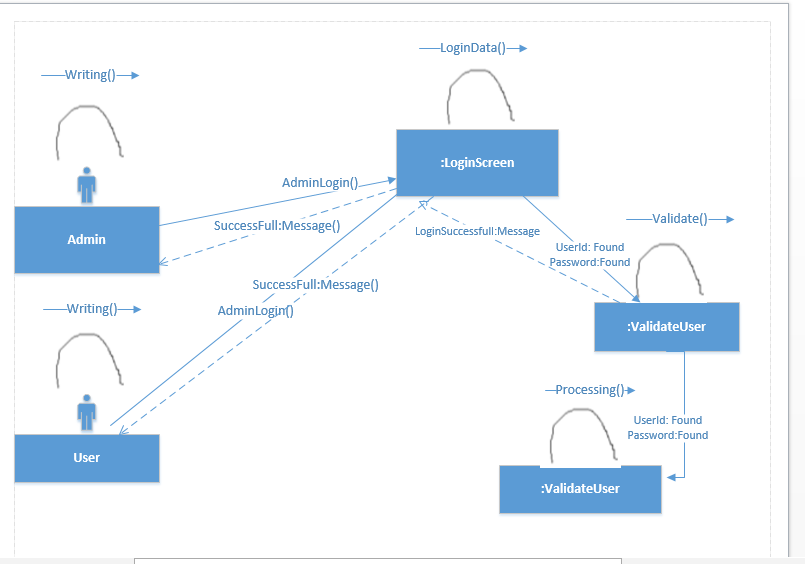 LoginData()
Writing()
:LoginScreen
AdminLogin()
SuccessFull:Message()
Admin
LoginSuccessfull:Message
Validate()
UserId: Found
Password:Found
SuccessFull:Message()
AdminLogin()
Writing()
:ValidateUser
Processing()
UserId: Found
Password:Found
User
:ValidateUser